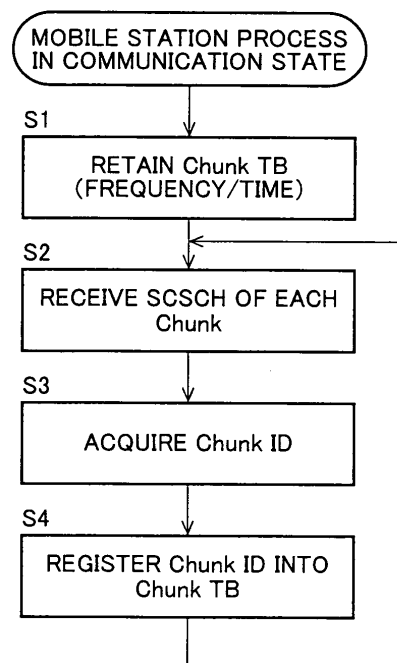 MOBILE STATION PROCESS
IN COMMUNICATION STATE
S1
RETAIN Chunk TB
(FREQUENCY/TIME)
S2
RECEIVE SCSCH OF EACH
Chunk
S3
ACQUIRE Chunk ID
S4
REGISTER Chunk ID INTO
Chunk TB